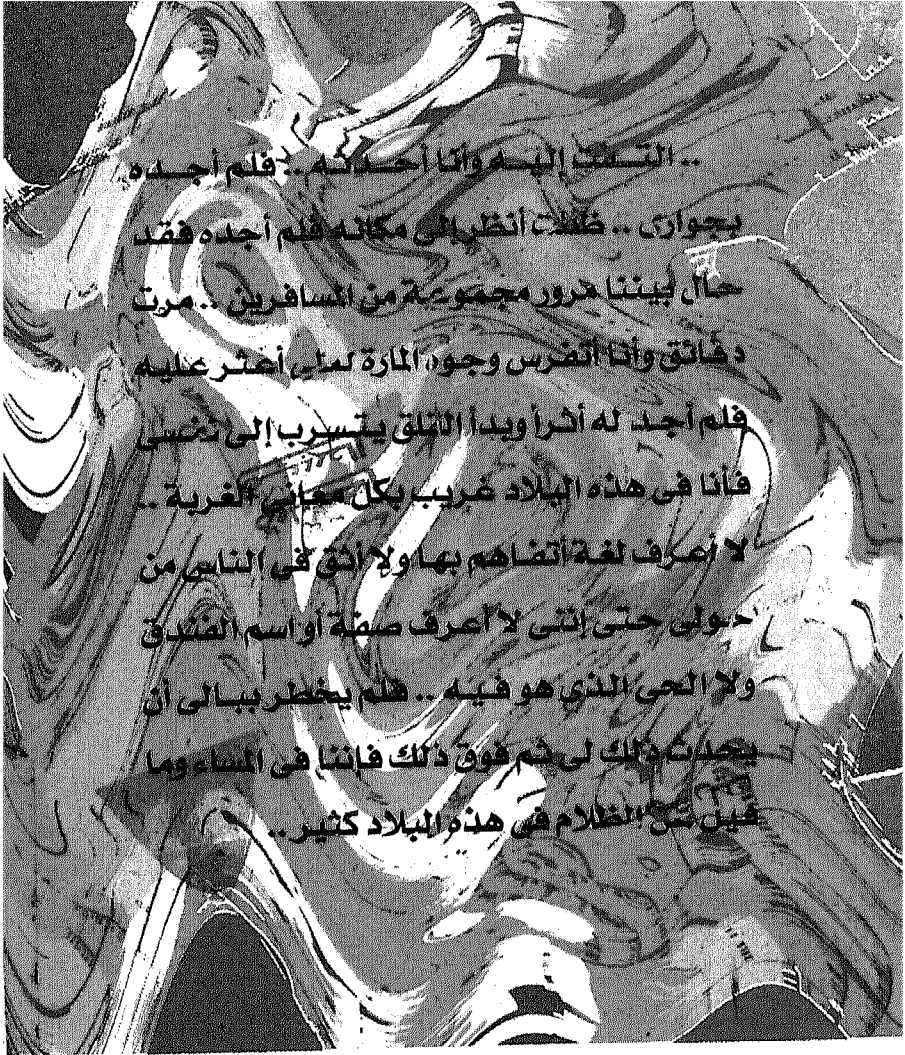 .. التفت إليه وأنا أحدثه .. فلم أجده
بجوارى .. ظللت أنظر إلى مكانه فلم أجده فقد
حال بيننا مرور مجموعة من المسافرين .. مرت
دقائق وأنا أتفرس وجوه المارة لعلى أعثر عليه
فلم أجد له أثرا وبدأ القلق يتسرب إلى نفسى
فأنا فى هذه البلاد غريب بكل معانى الغربة ..
لا أعرف لغة أتفاهم بها ولا أثق فى الناس من
حولى حتى إننى لا أعرف صفة أو اسم الفندق
ولا الحى الذى هو فيه .. فلم يخطر ببالى أن
يحدث ذلك لى ثم فوق ذلك فإننا فى المساء وما
قيل عن الظلام فى هذه البلاد كثير ..